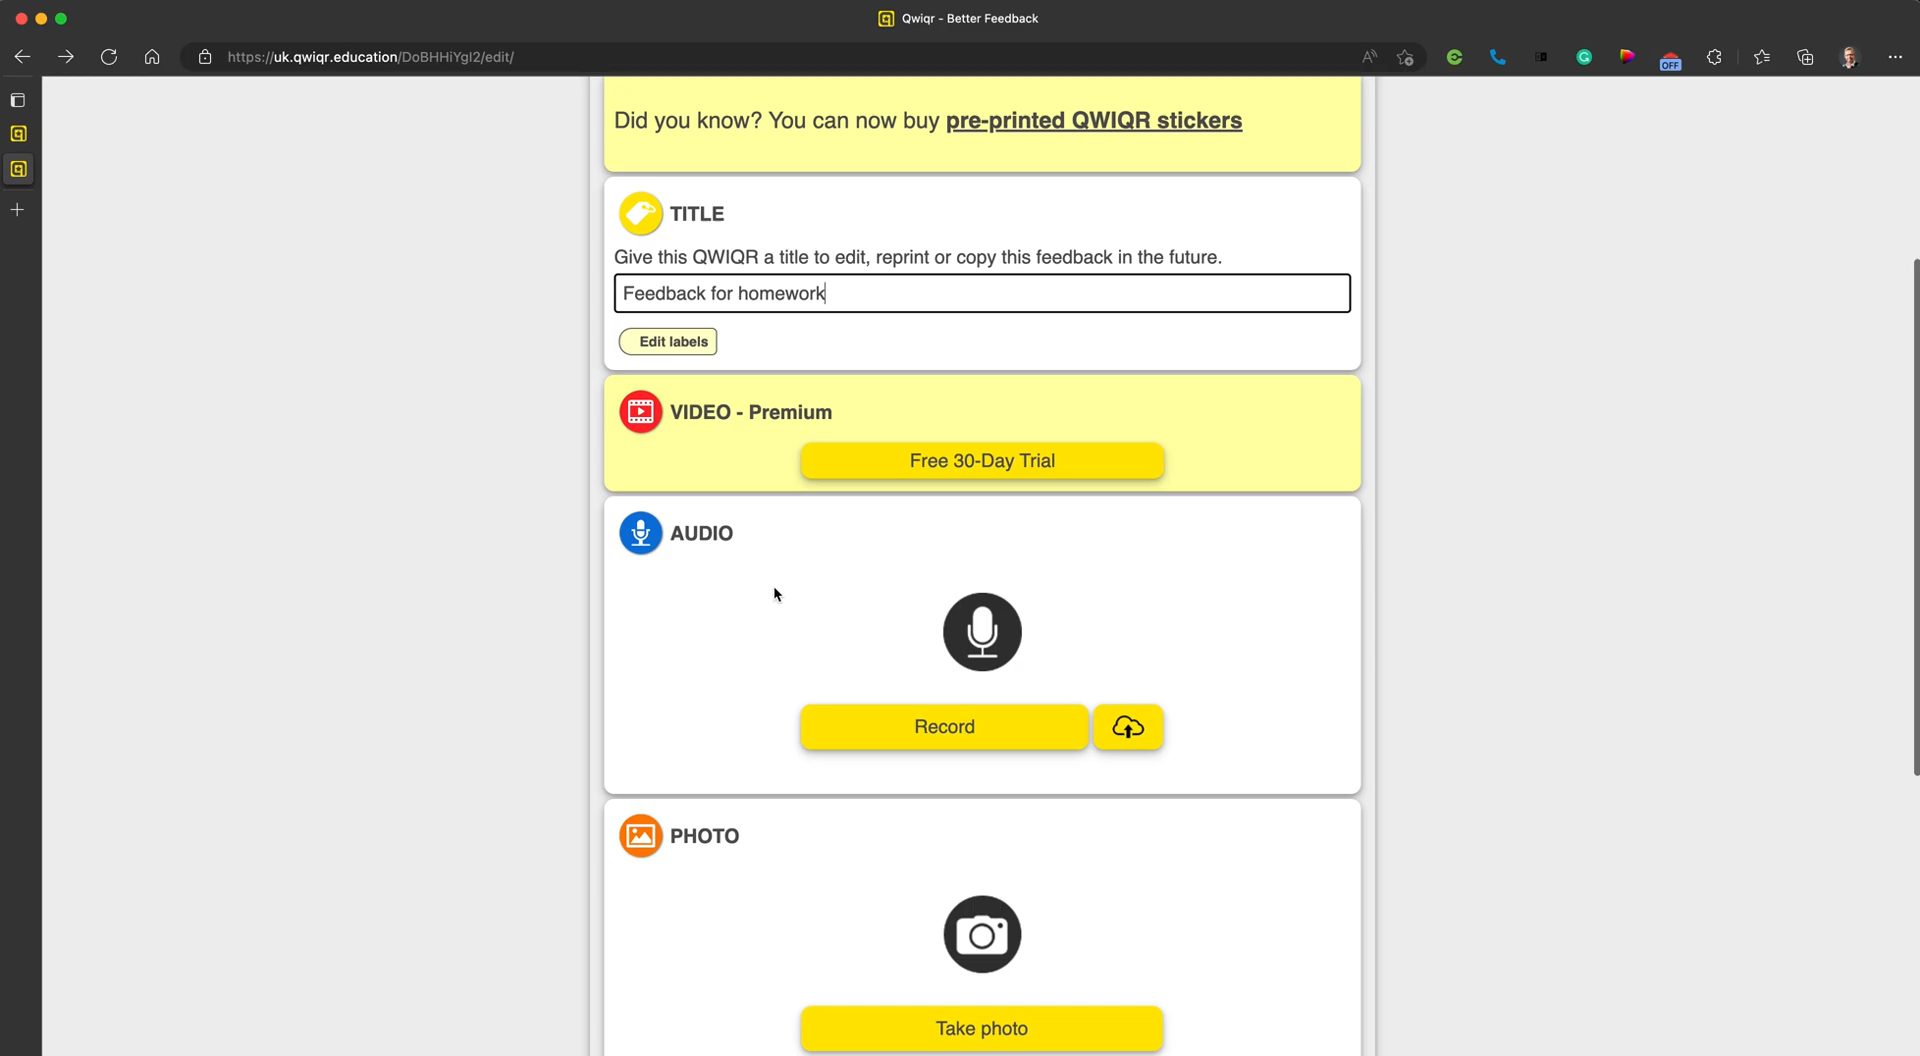 Qwiqr - Better Feedback
https://uk.qwiqr.education/DoBHHiYgI2/edit/
OFF
Did you know? You can now buy pre-printed QWIQR stickers
TITLE
Give this QWIQR a title to edit, reprint or copy this feedback in the future.
Feedback for homework
Edit labels
VIDEO - Premium
Free 30-Day Trial
AUDIO
Record
PHOTO
Take photo